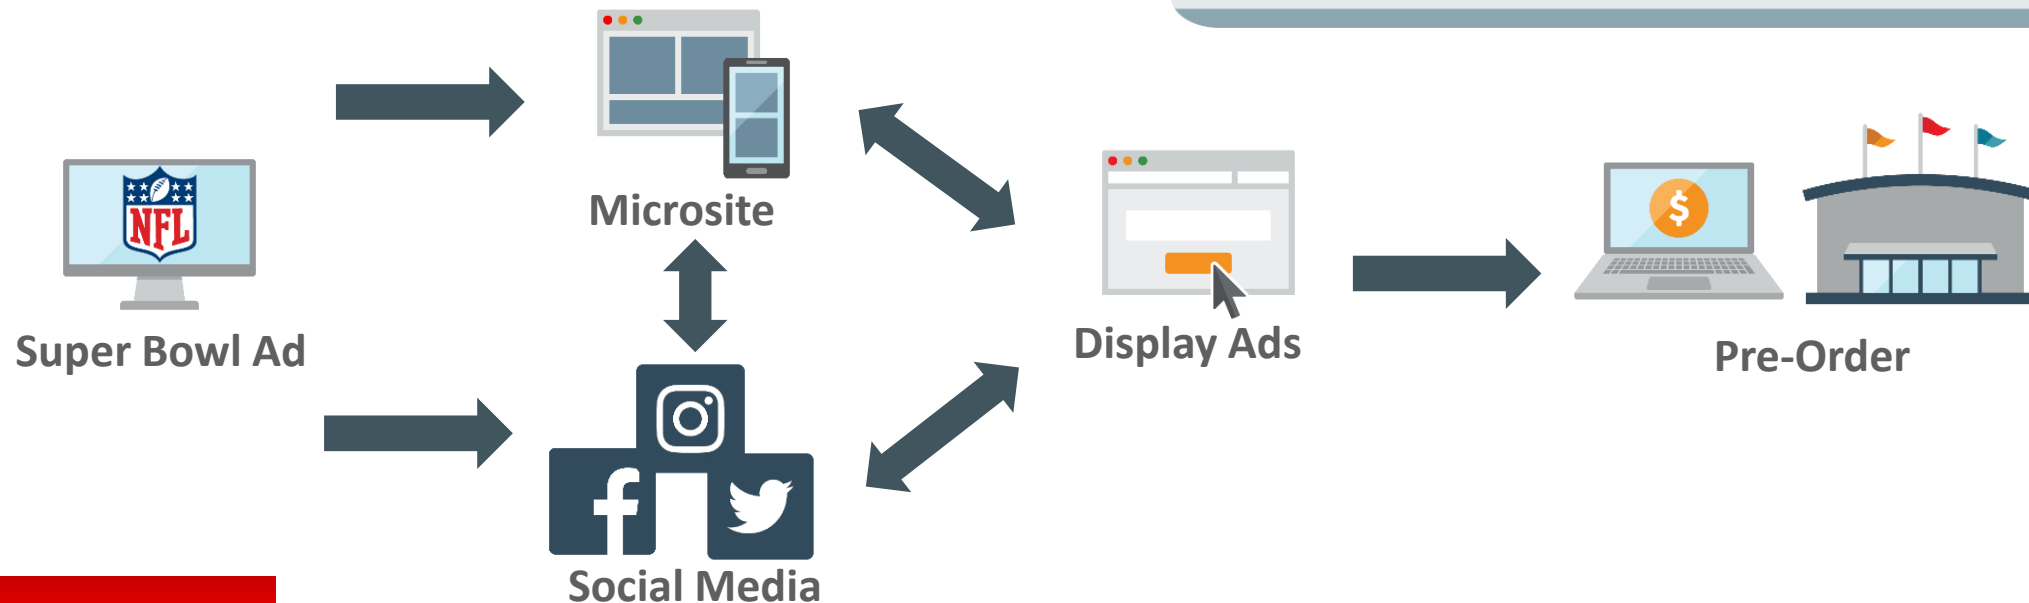 NFL
Microsite
$
Super Bowl Ad
Display Ads
Pre-Order
Social Media